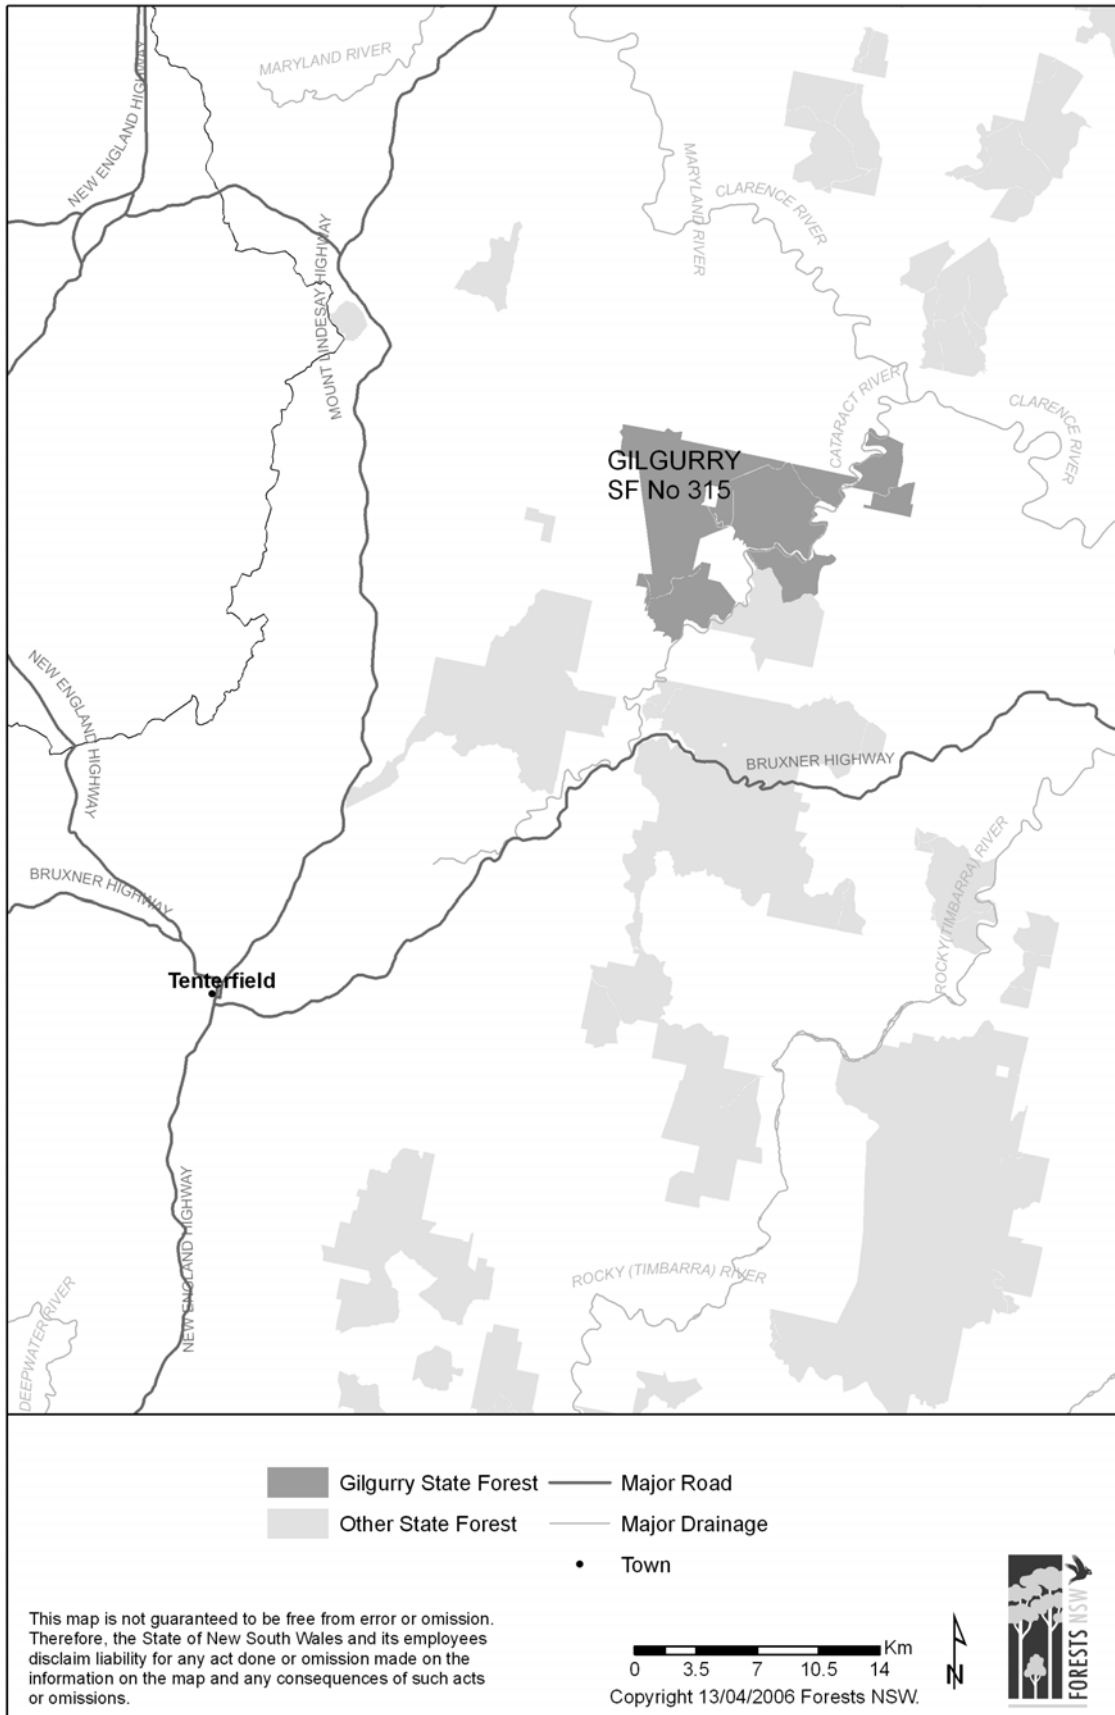 NEW ENGLAND HIGHWAY
MARYLAND RIVER
MARYLAND RIVER
CLARENCE RIVER
MOUNT LINDESAY HIGHWAY
CATARACT RIVER
CLARENCE RIVER
GILGURRY
SF No 315
NEW ENGLAND HIGHWAY
BRUXNER HIGHWAY
BRUXNER HIGHWAY
ROCKY(TIMBARRA) RIVER
Tenterfield
NEW ENGLAND HIGHWAY
ROCKY (TIMBARRA) RIVER
DEEPWATER RIVER
Gilgurry State Forest
Major Road
Other State Forest
Major Drainage
Town
This map is not guaranteed to be free from error or omission.
Therefore, the State of New South Wales and its employees
disclaim liability for any act done or omission made on the
information on the map and any consequences of such acts
or omissions.
Km
0 3.5 7 10.5 14
Copyright 13/04/2006 Forests NSW.
N
FORESTS NSW